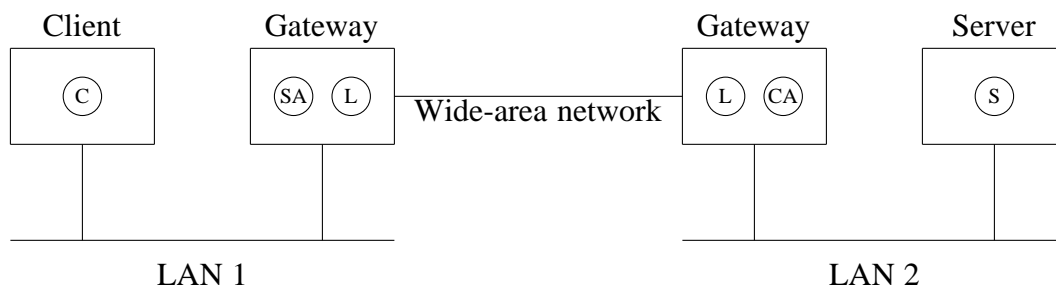 Client
Gateway
Gateway
Server
C
SA
L
L
CA
S
Wide-area network
LAN 1
LAN 2